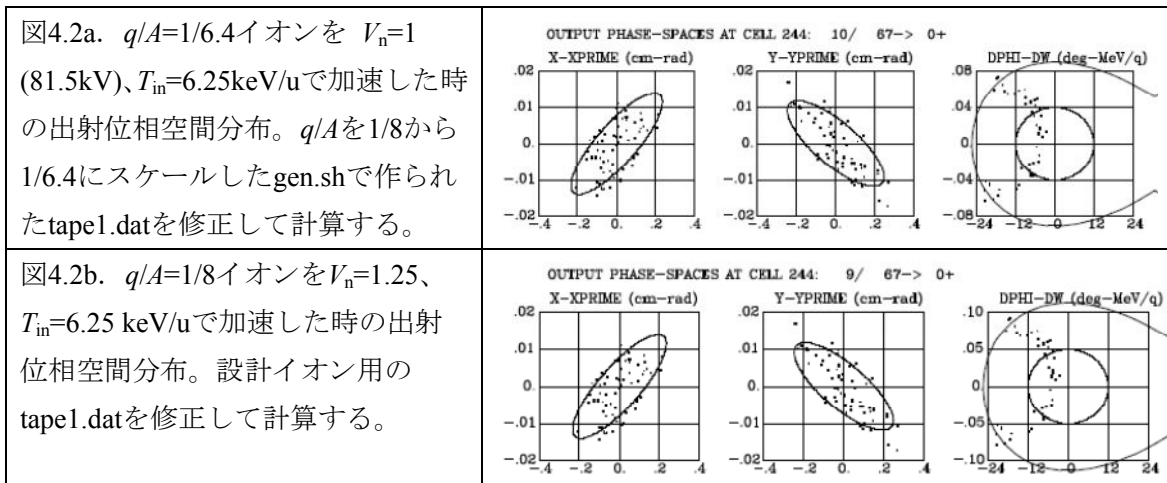 図4.2a. q/A=1/6.4イオンを Vn=1
(81.5kV)、Tin=6.25keV/uで加速した時
の出射位相空間分布。q/Aを1/8から
1/6.4にスケールしたgen.shで作られ
たtape1.datを修正して計算する。
OUTPUT PHASE-SPACES AT CELL 244: 10/ 67-> 0+
X-XPRIME (cm-rad) Y-YPRIME (cm-rad) DPHI-DW (deg-MeV/q)
.02 .02 .08
.01 .01 .04
0. 0. 0.
-.01 -.01 -.04
-.02 -.02 -.08
-.4 -.2 0. .2 .4 -.4 -.2 0. .2 .4 -24 -12 0 12 24
図4.2b. q/A=1/8イオンをVn=1.25、
Tin=6.25 keV/uで加速した時の出射
位相空間分布。設計イオン用の
tape1.datを修正して計算する。
OUTPUT PHASE-SPACES AT CELL 244: 9/ 67-> 0+
X-XPRIME (cm-rad) Y-YPRIME (cm-rad) DPHI-DW (deg-MeV/q)
.02 .02 .10
.01 .01 .05
0. 0. 0.
-.01 -.01 -.05
-.02 -.02 -.10
-.4 -.2 0. .2 .4 -.4 -.2 0. .2 .4 -24 -12 0 12 24